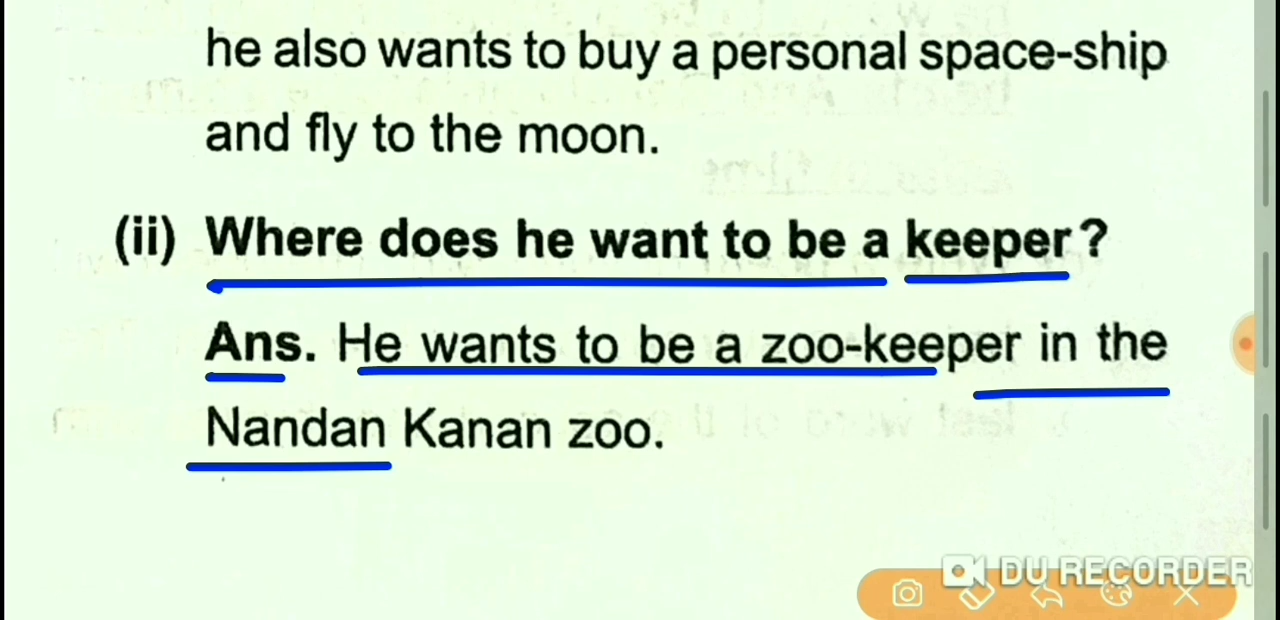 he also wants to buy a personal space-ship
and fly to the moon.
(ii) Where does he want to be a keeper?
Ans. He wants to be a zoo-keeper in the
Nandan Kanan zoo.
DU RECORDER